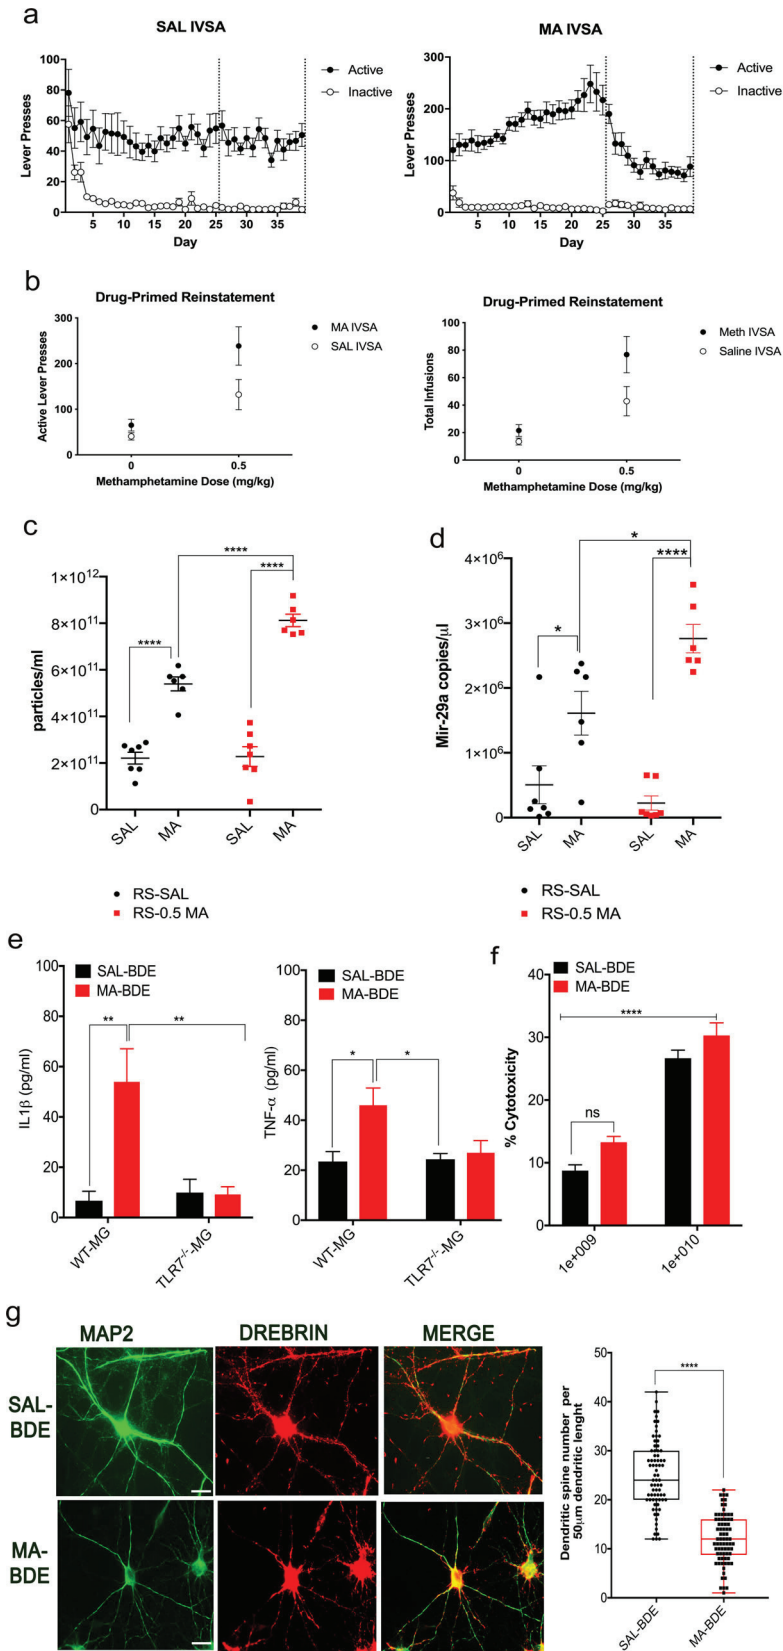 a
SAL IVSA
MA IVSA
Lever Presses
100
80
60
40
20
0
5 10 15 20 25 30 35
Day
Active
Inactive
Lever Presses
300
200
100
0
5 10 15 20 25 30 35
Day
Active
Inactive
b
Drug-Primed Reinstatement
Active Lever Presses
300
200
100
0
0 0.5
Methamphetamine Dose (mg/kg)
MA IVSA
SAL IVSA
Drug-Primed Reinstatement
Total Infusions
100
80
60
40
20
0
0 0.5
Methamphetamine Dose (mg/kg)
Meth IVSA
Saline IVSA
c
particles/ml
1×10¹²
8×10¹¹
6×10¹¹
4×10¹¹
2×10¹¹
0
****
****
****
SAL MA SAL MA
RS-SAL
RS-0.5 MA
d
Mir-29a copies/µl
4×10⁶
3×10⁶
2×10⁶
1×10⁶
0
*
****
*
SAL MA SAL MA
RS-SAL
RS-0.5 MA
e
SAL-BDE
MA-BDE
IL1β (pg/ml)
100
80
60
40
20
0
** **
WT-MG TLR7⁻/⁻-MG
SAL-BDE
MA-BDE
TNF-α (pg/ml)
100
80
60
40
20
0
* *
WT-MG TLR7⁻/⁻-MG
f
SAL-BDE
MA-BDE
% Cytotoxicity
40
30
20
10
0
****
ns
1e+009 1e+010
g
MAP2 DREBRIN MERGE
SAL-
BDE
MA-
BDE
Dendritic spine number per
50µm dendritic lenght
50
40
30
20
10
0
****
SAL-BDE MA-BDE